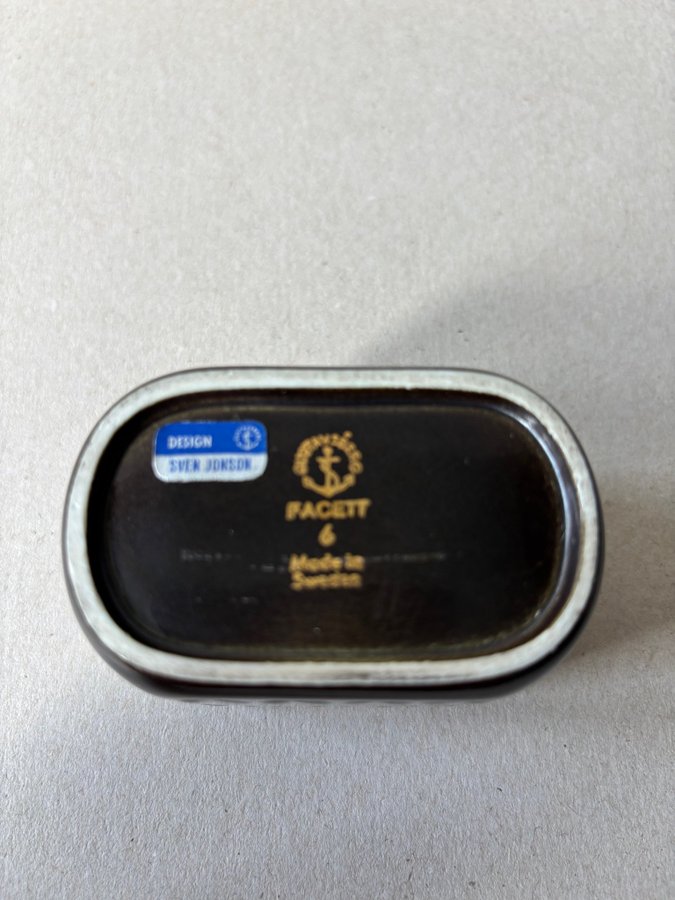 DESIGN
SVEN JONSON
GUSTAVSBERG
FACETT
6
Made in
Sweden